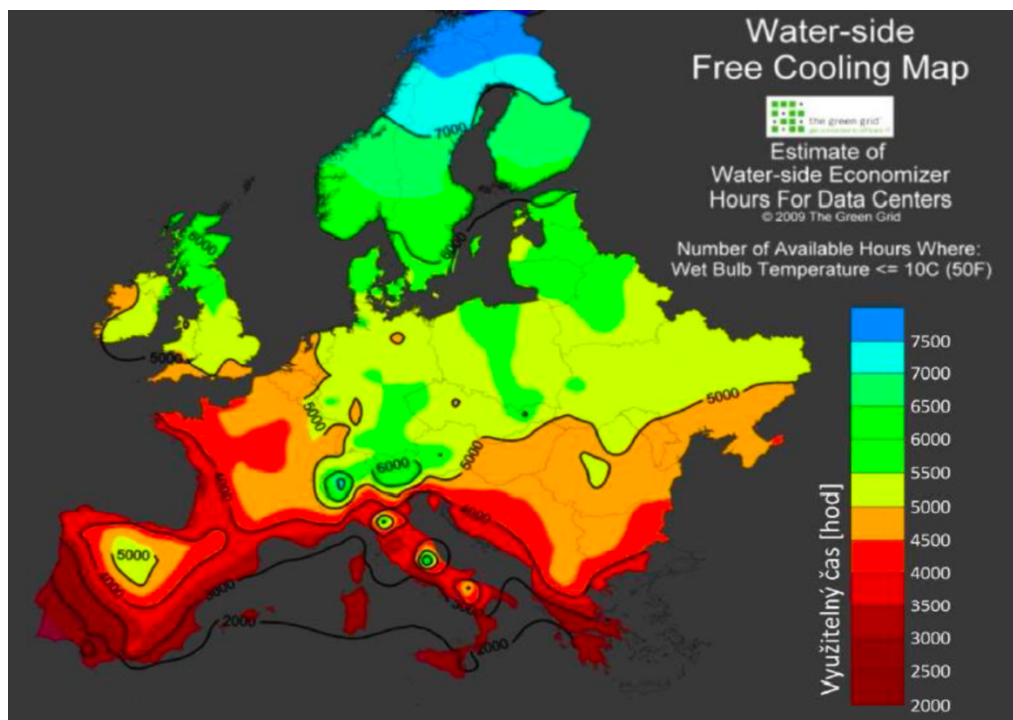 Water-side
Free Cooling Map
the green grid
Estimate of
Water-side Economizer
Hours For Data Centers
© 2009 The Green Grid
Number of Available Hours Where:
Wet Bulb Temperature <= 10C (50F)
7500
7000
6500
6000
5500
5000
4500
4000
3500
3000
2500
2000
Využitelný čas [hod]
7000
6000
6000
5000
5000
5000
5000
6000
4000
4000
5000
4000
3000
3000
2000
2000